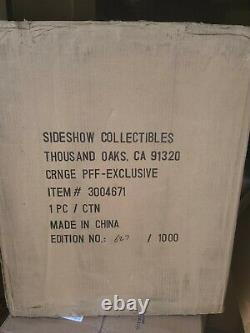 SIDESHOW COLLECTIBLES
THOUSAND OAKS, CA 91320
CRNGE PFF-EXCLUSIVE
ITEM# 3004671
1 PC / CTN
MADE IN CHINA
EDITION NO.: / 1000